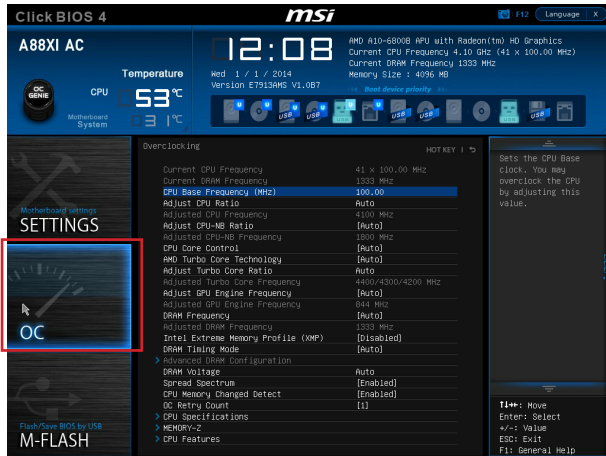 Click BIOS 4
msi
F12
Language
X
A88XI AC
12:08
Wed 1 / 1 / 2014
Version E7913AMS V1.0B7
AMD A10-6800B APU with Radeon(tm) HD Graphics
Current CPU Frequency 4.10 GHz (41 x 100.00 MHz)
Current DRAM Frequency 1333 MHz
Memory Size : 4096 MB
Boot device priority
OC
GENIE
Temperature
CPU 53°C
Motherboard
System 31°C
USB USB USB USB
Motherboard settings
SETTINGS
OC
Flash/Save BIOS by USB
M-FLASH
Overclocking
HOT KEY
Current CPU Frequency 41 x 100.00 MHz
Current DRAM Frequency 1333 MHz
CPU Base Frequency (MHz) 100.00
Adjust CPU Ratio Auto
Adjusted CPU Frequency 4100 MHz
Adjust CPU-NB Ratio [Auto]
Adjusted CPU-NB Frequency 1800 MHz
CPU Core Control [Auto]
AMD Turbo Core Technology [Auto]
Adjust Turbo Core Ratio Auto
Adjusted Turbo Core Frequency 4400/4300/4200 MHz
Adjust GPU Engine Frequency [Auto]
Adjusted GPU Engine Frequency 844 MHz
DRAM Frequency [Auto]
Adjusted DRAM Frequency 1333 MHz
Intel Extreme Memory Profile (XMP) [Disabled]
DRAM Timing Mode [Auto]
> Advanced DRAM Configuration
DRAM Voltage Auto
Spread Spectrum [Enabled]
CPU Memory Changed Detect [Enabled]
OC Retry Count [1]
> CPU Specifications
> MEMORY-Z
> CPU Features
Sets the CPU Base
clock. You may
overclock the CPU
by adjusting this
value.
↑↓←→: Move
Enter: Select
+/-: Value
ESC: Exit
F1: General Help